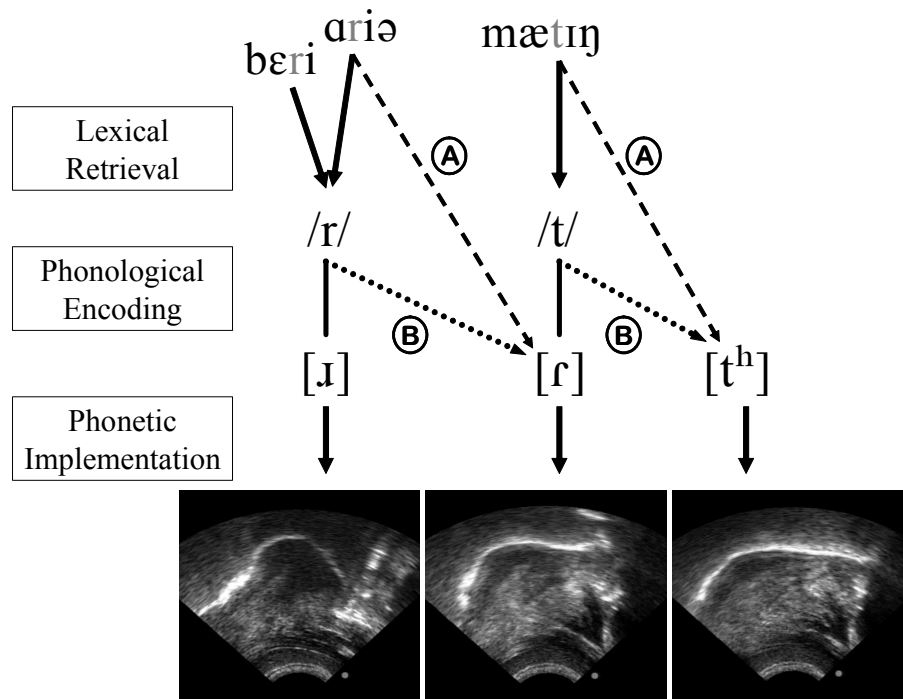 bɛri
ɑriə
mætɪŋ
Lexical
Retrieval
A
A
/r/
/t/
Phonological
Encoding
B
B
[ɹ]
[ɾ]
[tʰ]
Phonetic
Implementation